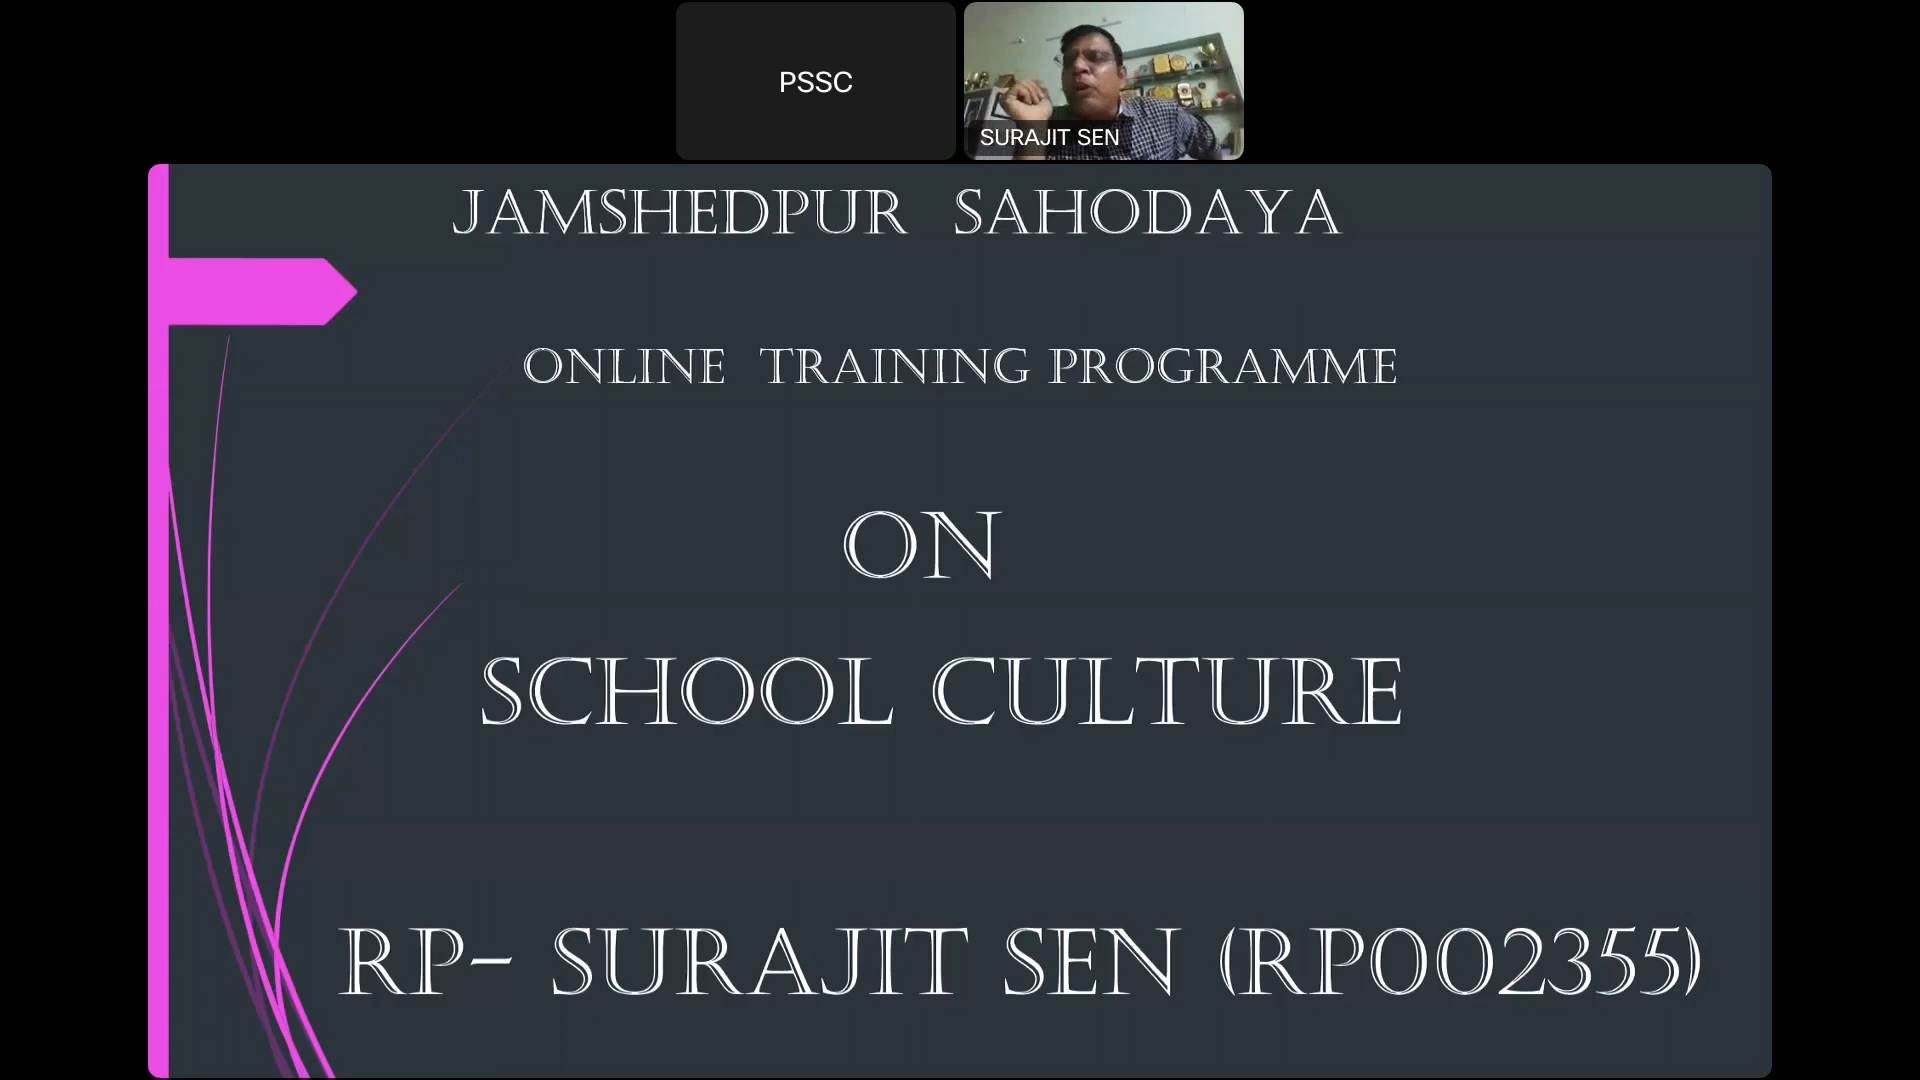 PSSC
SURAJIT SEN
JAMSHEDPUR SAHODAYA
ONLINE TRAINING PROGRAMME
ON
SCHOOL CULTURE
RP- SURAJIT SEN (RP002355)